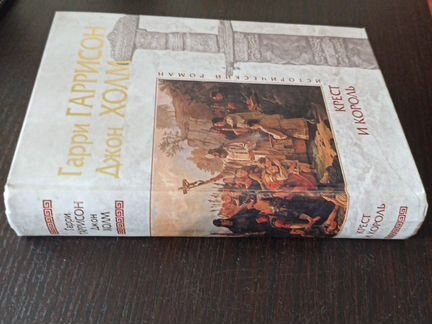 Гарри ГАРРИСОН
Джон ХОЛМ
ИСТОРИЧЕСКИЙ РОМАН
КРЕСТ
И КОРОЛЬ
Гарри
ГАРРИСОН
Джон
ХОЛМ
КРЕСТ
И КОРОЛЬ